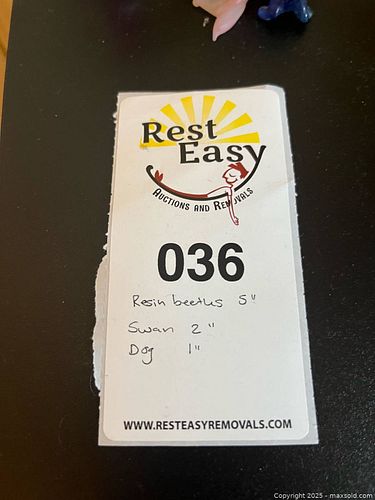 Rest
Easy
AUCTIONS AND REMOVALS
036
Resin beetles 5"
Swan 2"
Dog 1"
WWW.RESTEASYREMOVALS.COM
Copyright 2025 - maxsold.com